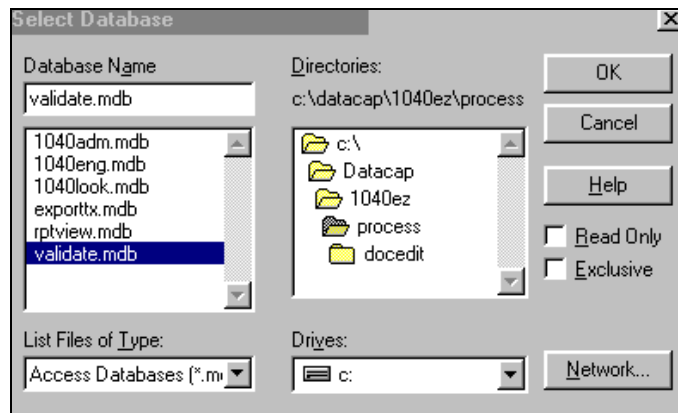 Select Database
Database Name
validate.mdb
1040adm.mdb
1040eng.mdb
1040look.mdb
exporttx.mdb
rptview.mdb
validate.mdb
List Files of Type:
Access Databases (*.m
Directories:
c:\datacap\1040ez\process
c:\
Datacap
1040ez
process
docedit
Drives:
c:
OK
Cancel
Help
Read Only
Exclusive
Network...